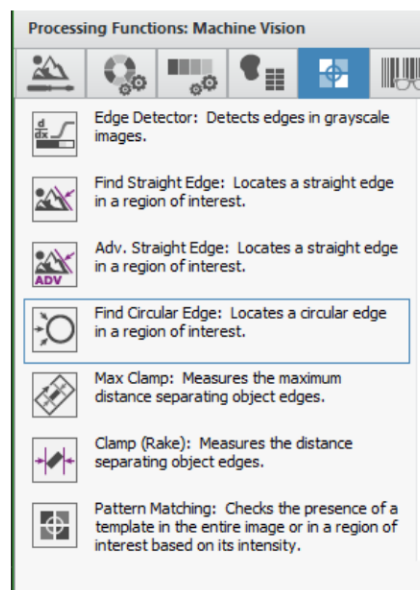 Processing Functions: Machine Vision
Edge Detector: Detects edges in grayscale
images.
d
dx
Find Straight Edge: Locates a straight edge
in a region of interest.
Adv. Straight Edge: Locates a straight edge
in a region of interest.
ADV
Find Circular Edge: Locates a circular edge
in a region of interest.
Max Clamp: Measures the maximum
distance separating object edges.
Clamp (Rake): Measures the distance
separating object edges.
Pattern Matching: Checks the presence of a
template in the entire image or in a region of
interest based on its intensity.